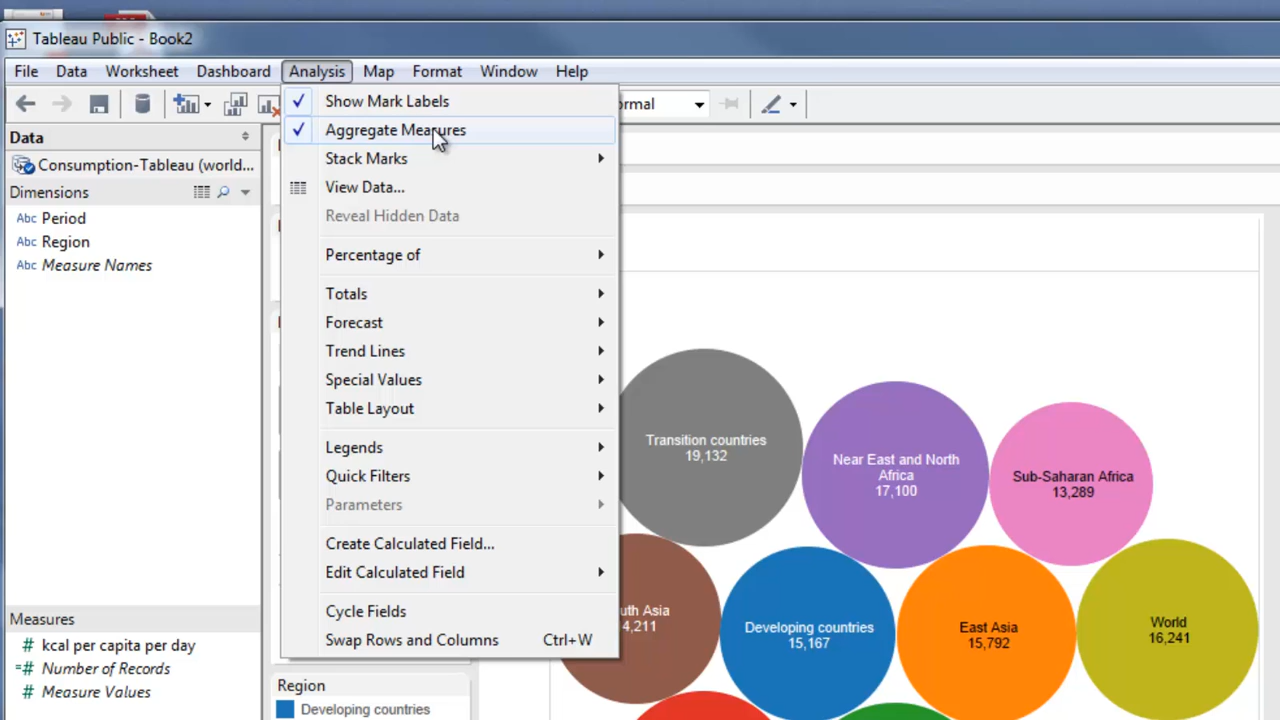 Tableau Public - Book2
File Data Worksheet Dashboard Analysis Map Format Window Help
Data
Consumption-Tableau (world...
Dimensions
Abc Period
Abc Region
Abc Measure Names
Measures
# kcal per capita per day
=# Number of Records
# Measure Values
Show Mark Labels
Aggregate Measures
Stack Marks
View Data...
Reveal Hidden Data
Percentage of
Totals
Forecast
Trend Lines
Special Values
Table Layout
Legends
Quick Filters
Parameters
Create Calculated Field...
Edit Calculated Field
Cycle Fields
Swap Rows and Columns Ctrl+W
Region
Developing countries
Transition countries
19,132
Near East and North
Africa
17,100
Sub-Saharan Africa
13,289
Asia
Developing countries
15,167
East Asia
15,792
World
16,241